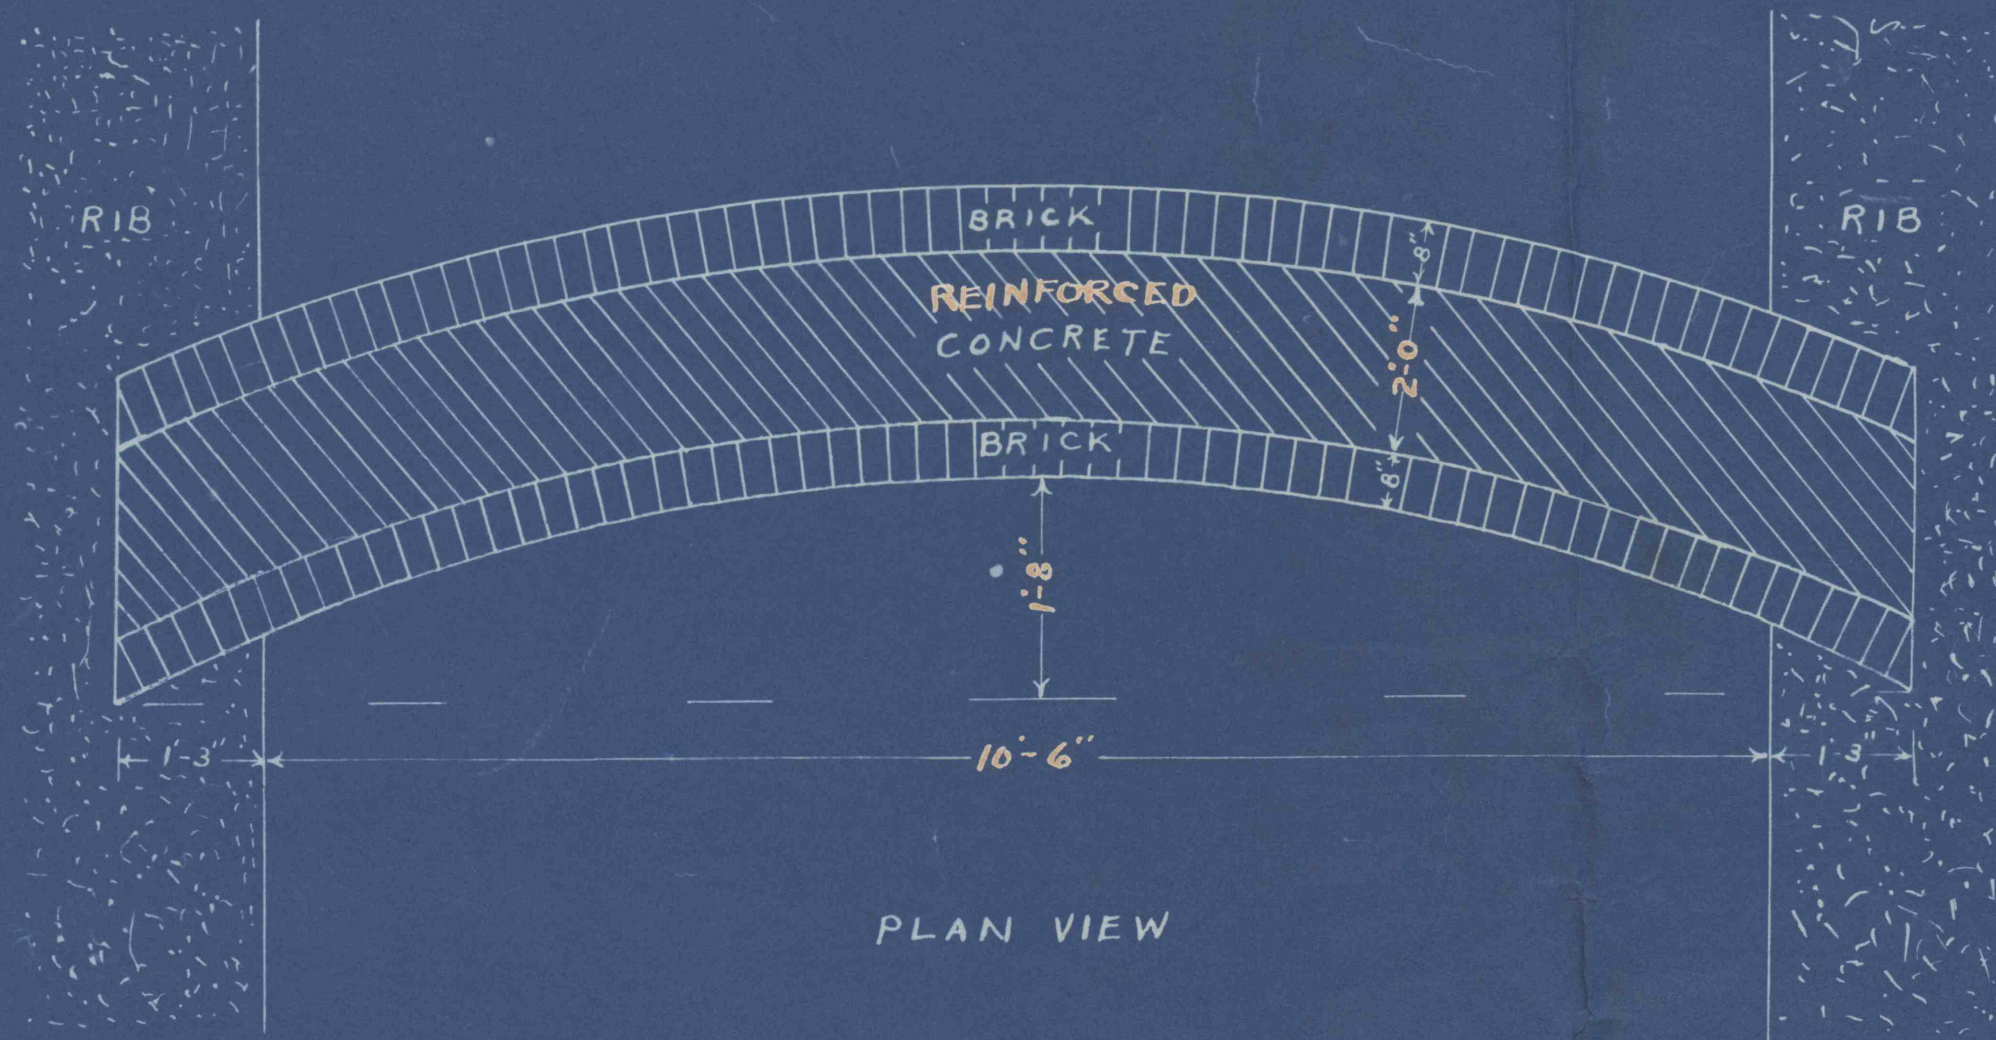 RIB
RIB
BRICK
8"
REINFORCED
CONCRETE
2'-0"
BRICK
8"
1'-8"
1'-3"
10'-6"
1'-3"
PLAN VIEW